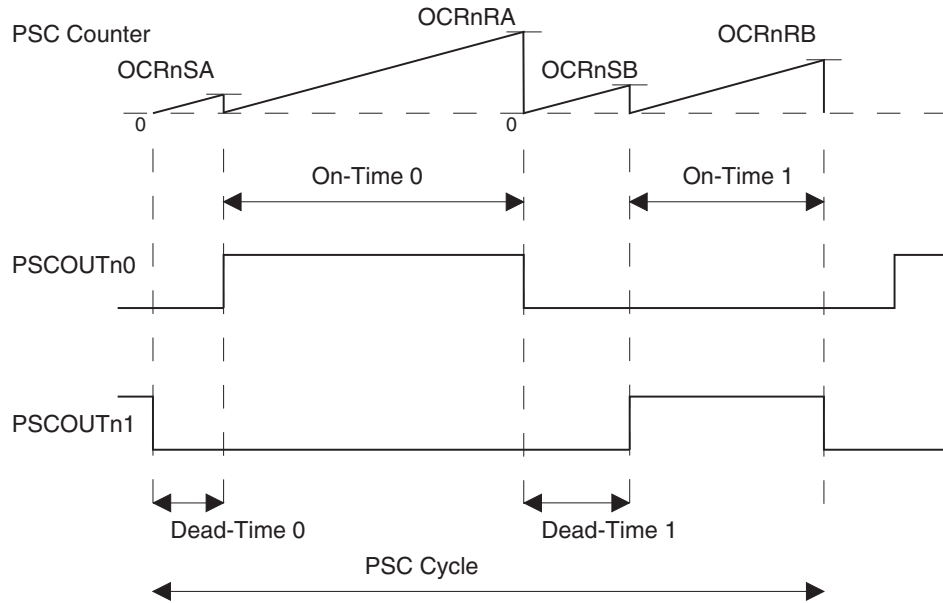 OCRnRA
PSC Counter
OCRnRB
OCRnSA
OCRnSB
0
0
On-Time 0
On-Time 1
PSCOUTn0
PSCOUTn1
Dead-Time 0
Dead-Time 1
PSC Cycle